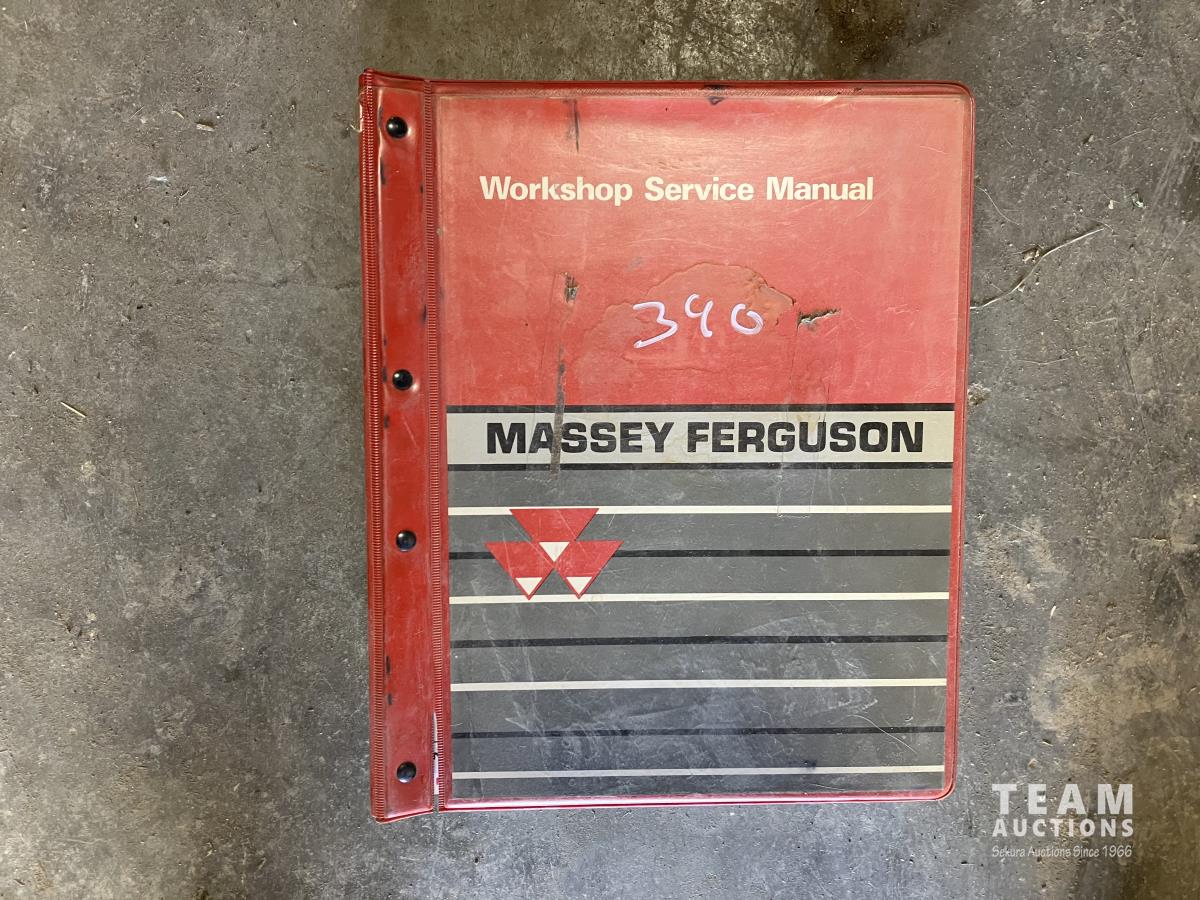 Workshop Service Manual
390
MASSEY FERGUSON
TEAM
AUCTIONS
Sekura Auctions Since 1966